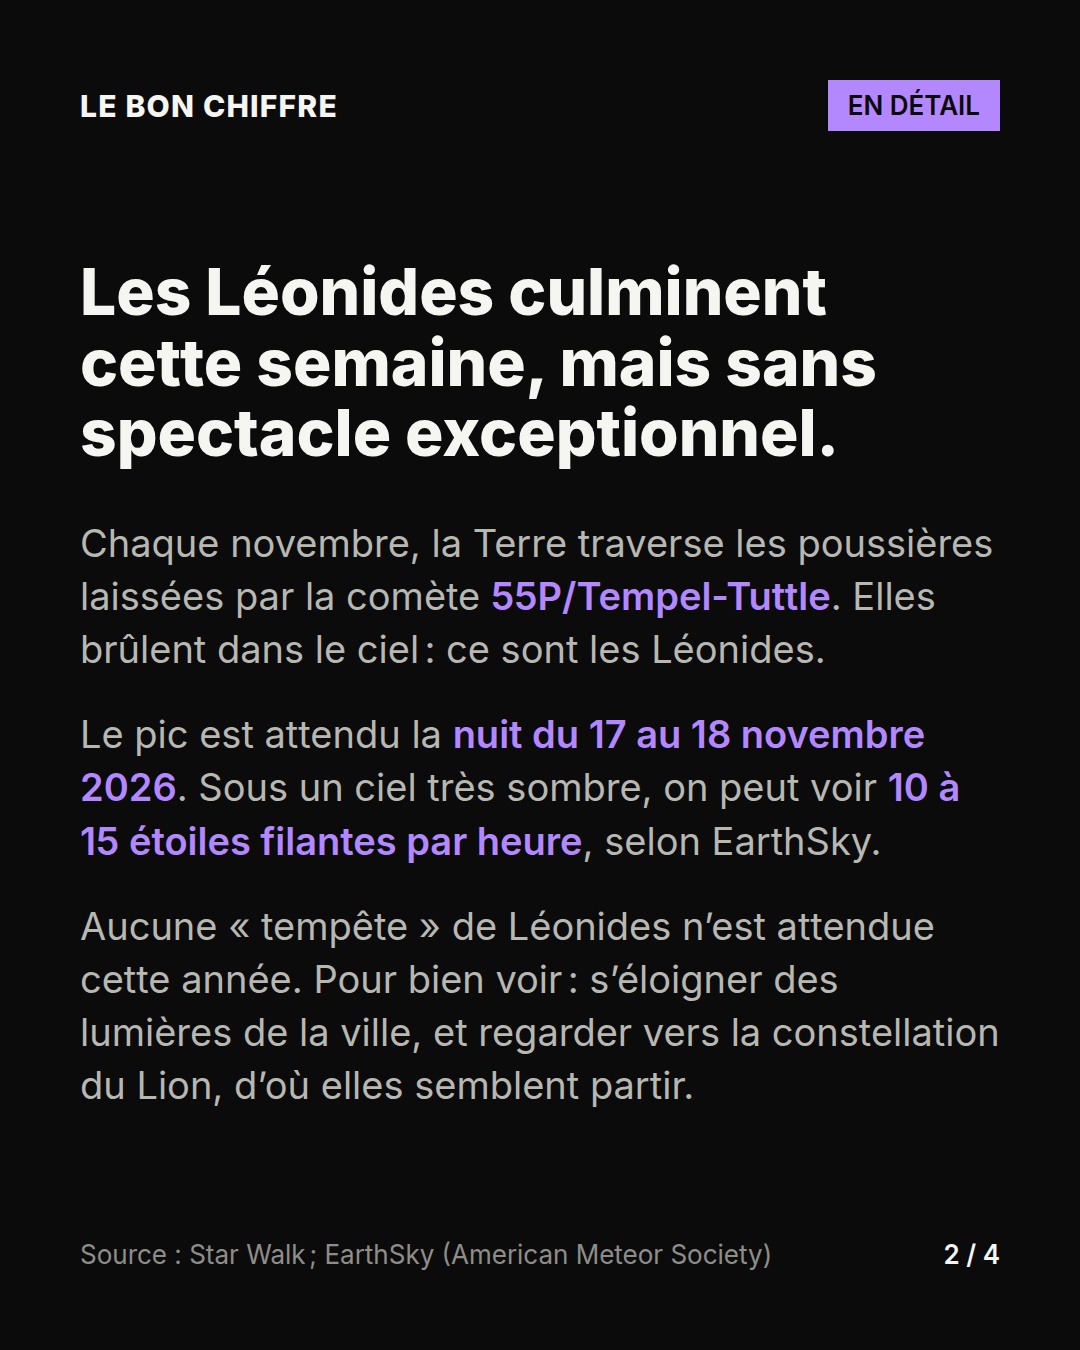 LE BON CHIFFRE
EN DÉTAIL
Les Léonides culminent
cette semaine, mais sans
spectacle exceptionnel.
Chaque novembre, la Terre traverse les poussières
laissées par la comète 55P/Tempel-Tuttle. Elles
brûlent dans le ciel : ce sont les Léonides.
Le pic est attendu la nuit du 17 au 18 novembre
2026. Sous un ciel très sombre, on peut voir 10 à
15 étoiles filantes par heure, selon EarthSky.
Aucune « tempête » de Léonides n’est attendue
cette année. Pour bien voir : s’éloigner des
lumières de la ville, et regarder vers la constellation
du Lion, d’où elles semblent partir.
Source : Star Walk ; EarthSky (American Meteor Society)
2 / 4